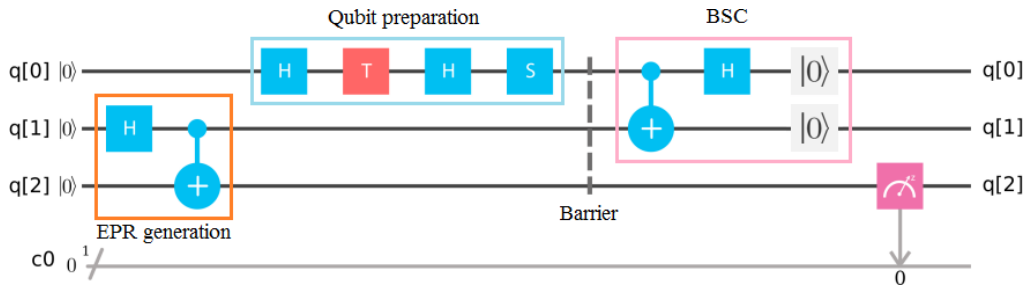 Qubit preparation BSC
q[0] |0⟩ H T H S H |0⟩ q[0]
q[1] |0⟩ H |0⟩ q[1]
q[2] |0⟩ z q[2]
Barrier
EPR generation
c0 0 1
0